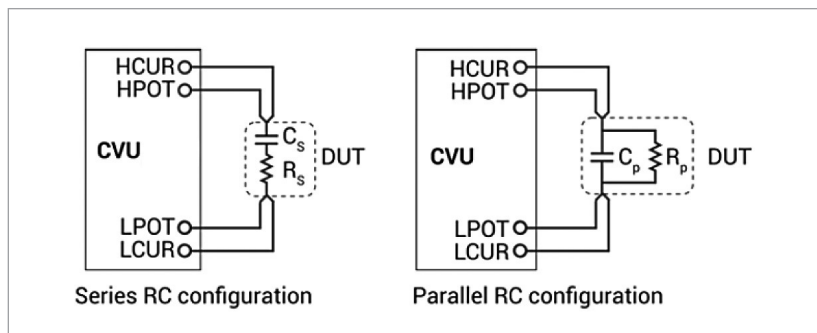 HCUR
HPOT
CVU
Cs
Rs
DUT
LPOT
LCUR
Series RC configuration
HCUR
HPOT
CVU
Cp
Rp
DUT
LPOT
LCUR
Parallel RC configuration